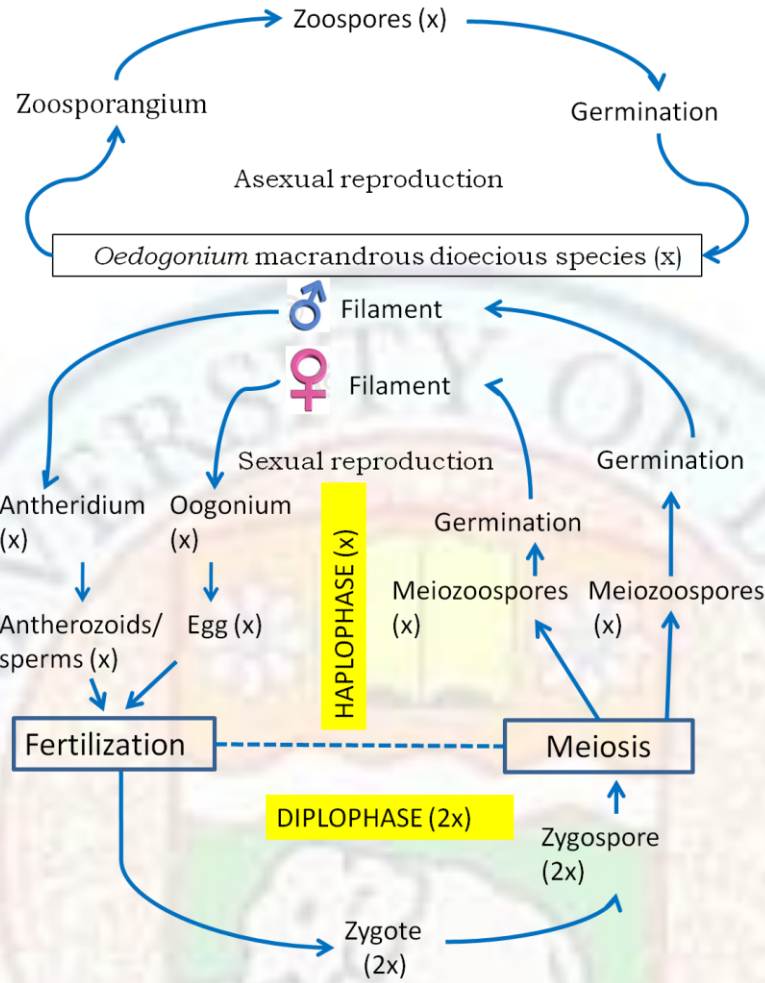 Zoospores (x)
Zoosporangium
Germination
Asexual reproduction
Oedogonium macrandrous dioecious species (x)
♂ Filament
♀ Filament
Sexual reproduction
Germination
Antheridium
(x)
Oogonium
(x)
Germination
HAPLOPHASE (x)
Meiozoospores
(x)
Meiozoospores
(x)
Antherozoids/
sperms (x)
Egg (x)
Fertilization
Meiosis
DIPLOPHASE (2x)
Zygospore
(2x)
Zygote
(2x)